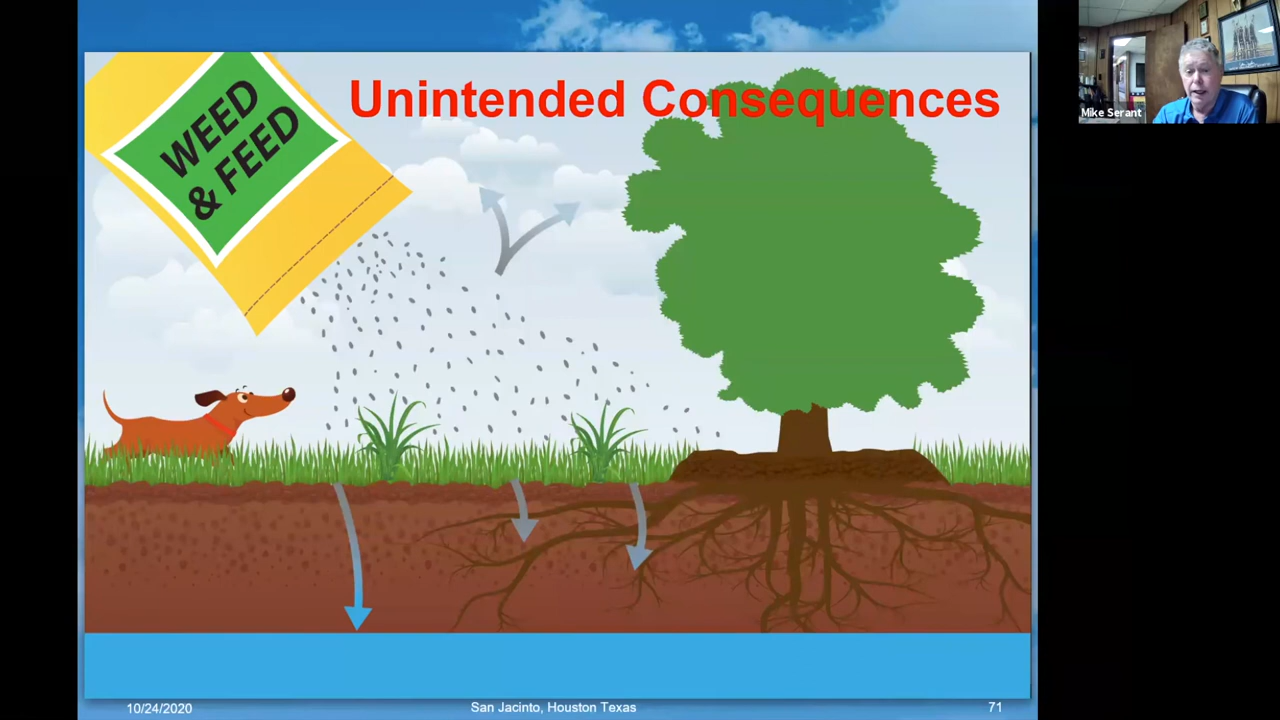 Unintended Consequences
WEED
& FEED
Mike Serant
10/24/2020
San Jacinto, Houston Texas
71